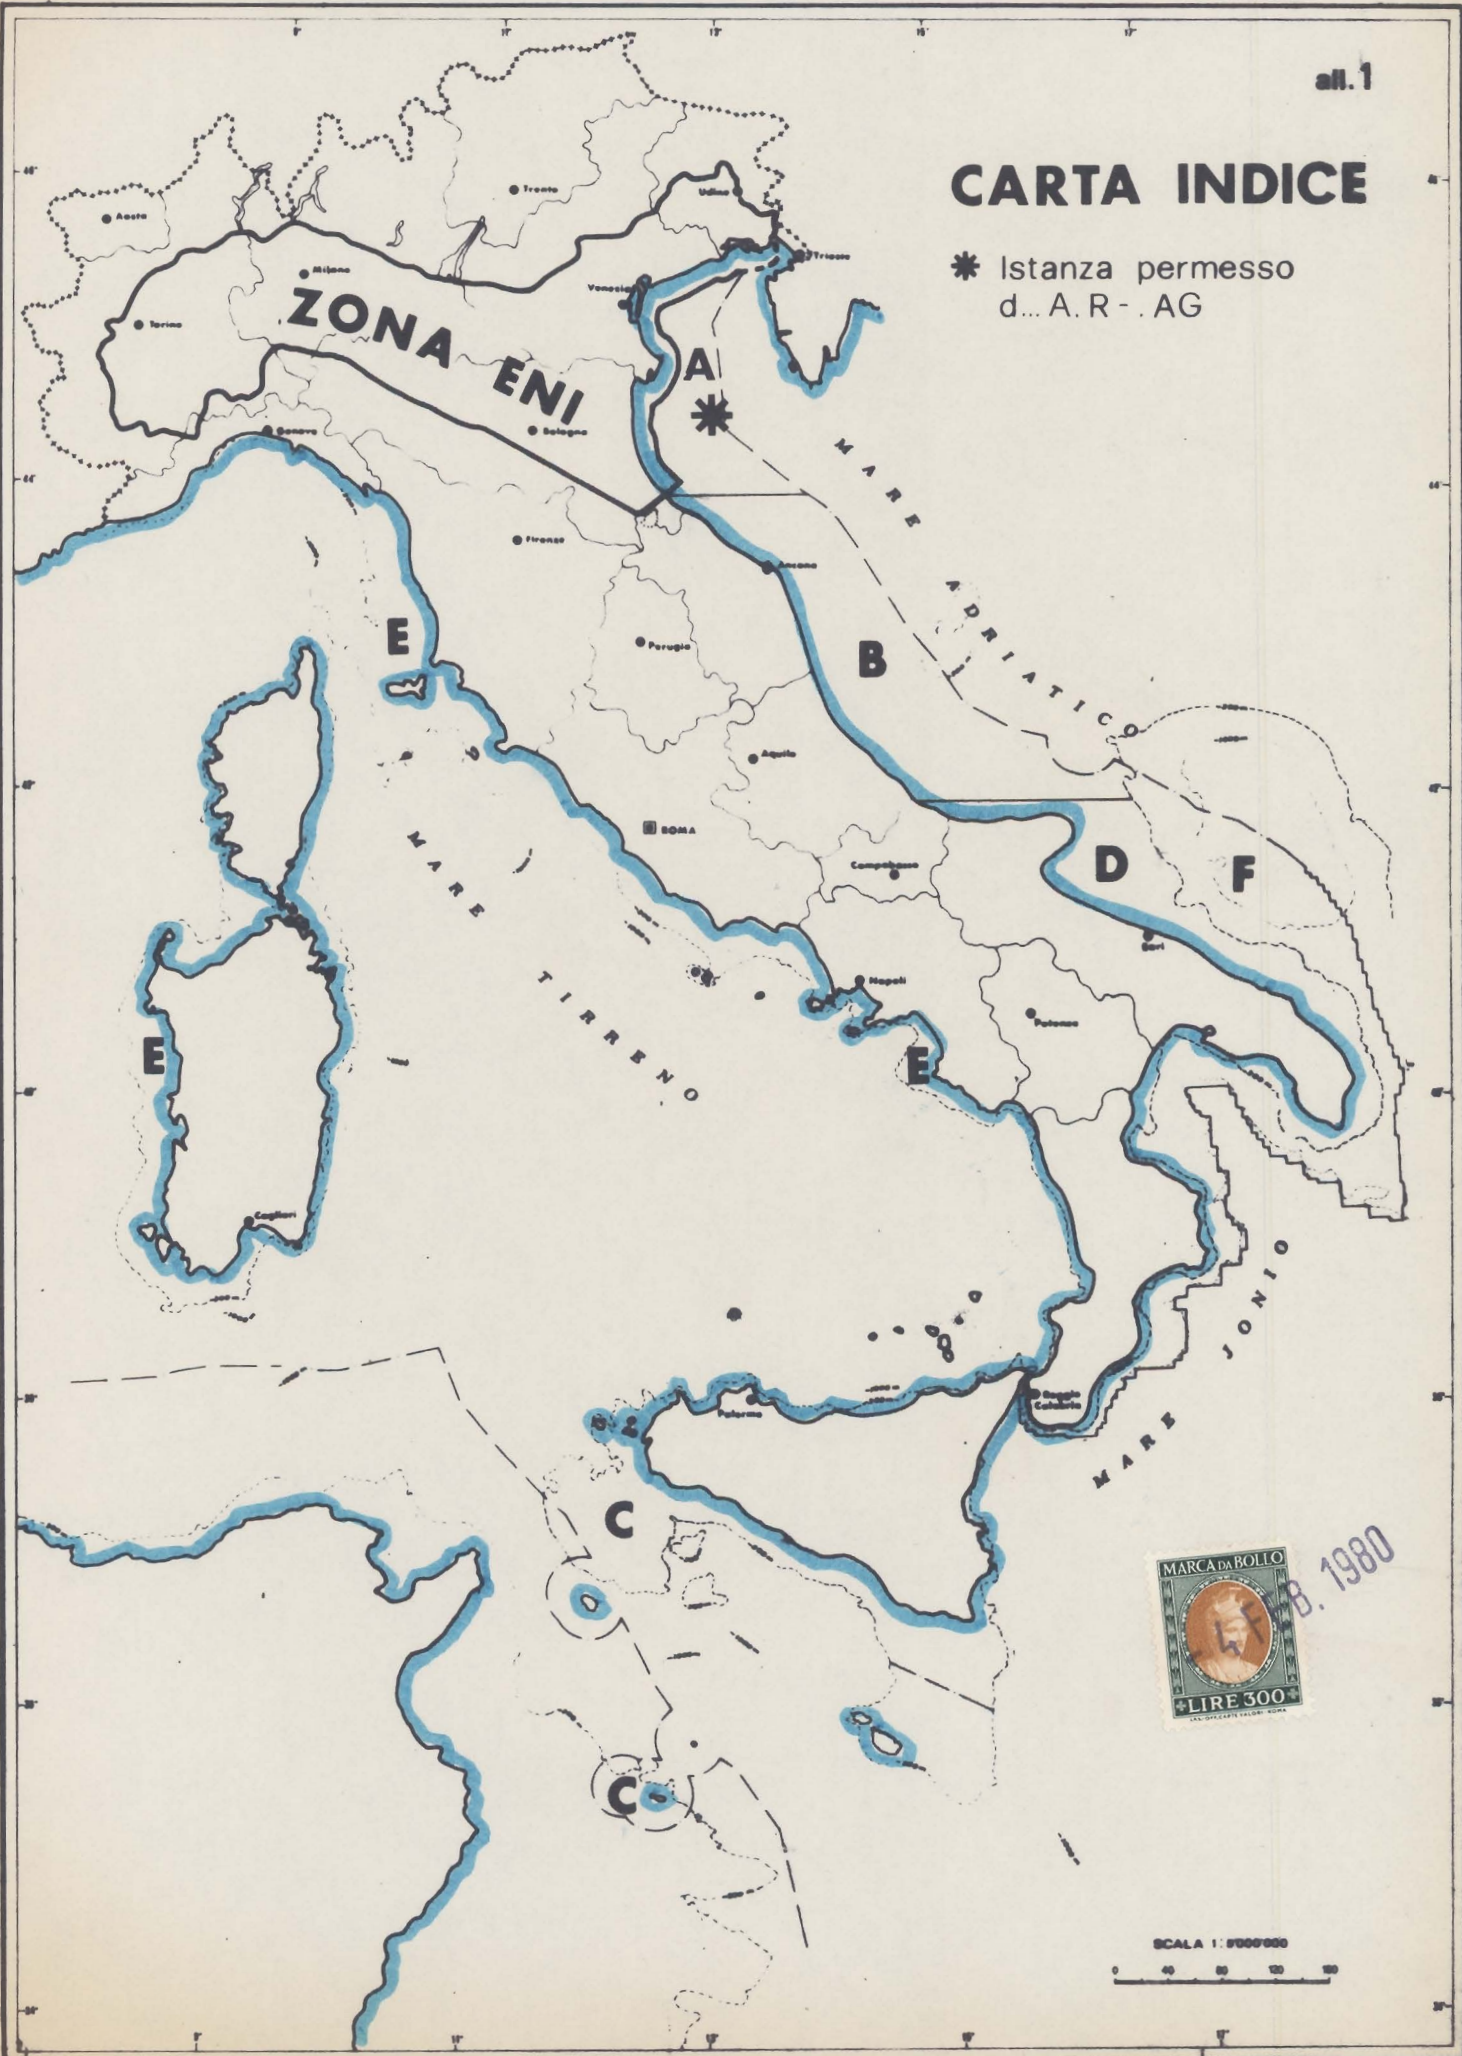 all. 1
CARTA INDICE
Istanza permesso
d... A. R - . AG
Aosta
Trento
Udine
Trieste
Milano
Venezia
Torino
ZONA ENI
A
Genova
Bologna
MARE ADRIATICO
Firenze
Ancona
E
Perugia
B
Aquila
ROMA
MARE TIRRENO
Campobasso
D
F
Bari
Napoli
Potenza
E
E
Cagliari
MARE JONIO
Palermo
Reggio
Calabria
C
MARCA DA BOLLO
LIRE 300
- 4 FEB. 1980
C